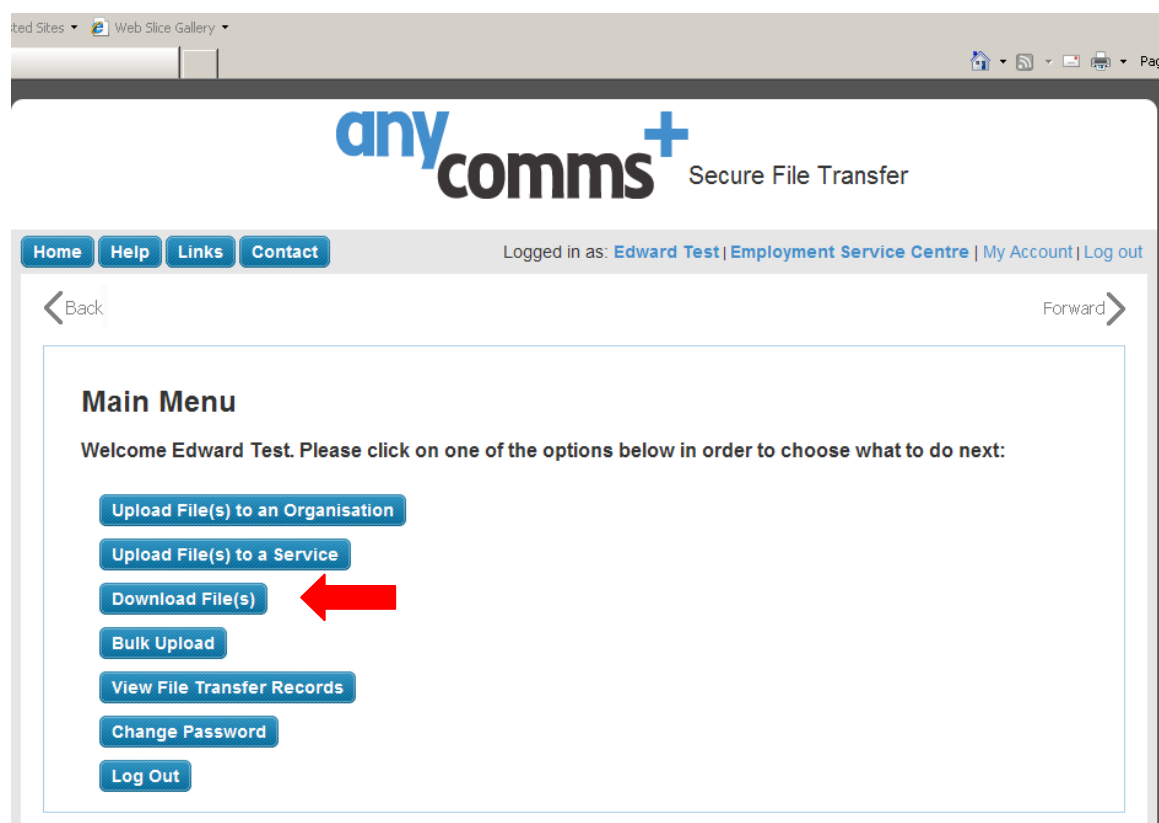 ted Sites Web Slice Gallery
Pag
any
comms+ Secure File Transfer
Home Help Links Contact Logged in as: Edward Test | Employment Service Centre | My Account | Log out
Back Forward
Main Menu
Welcome Edward Test. Please click on one of the options below in order to choose what to do next:
Upload File(s) to an Organisation
Upload File(s) to a Service
Download File(s)
Bulk Upload
View File Transfer Records
Change Password
Log Out